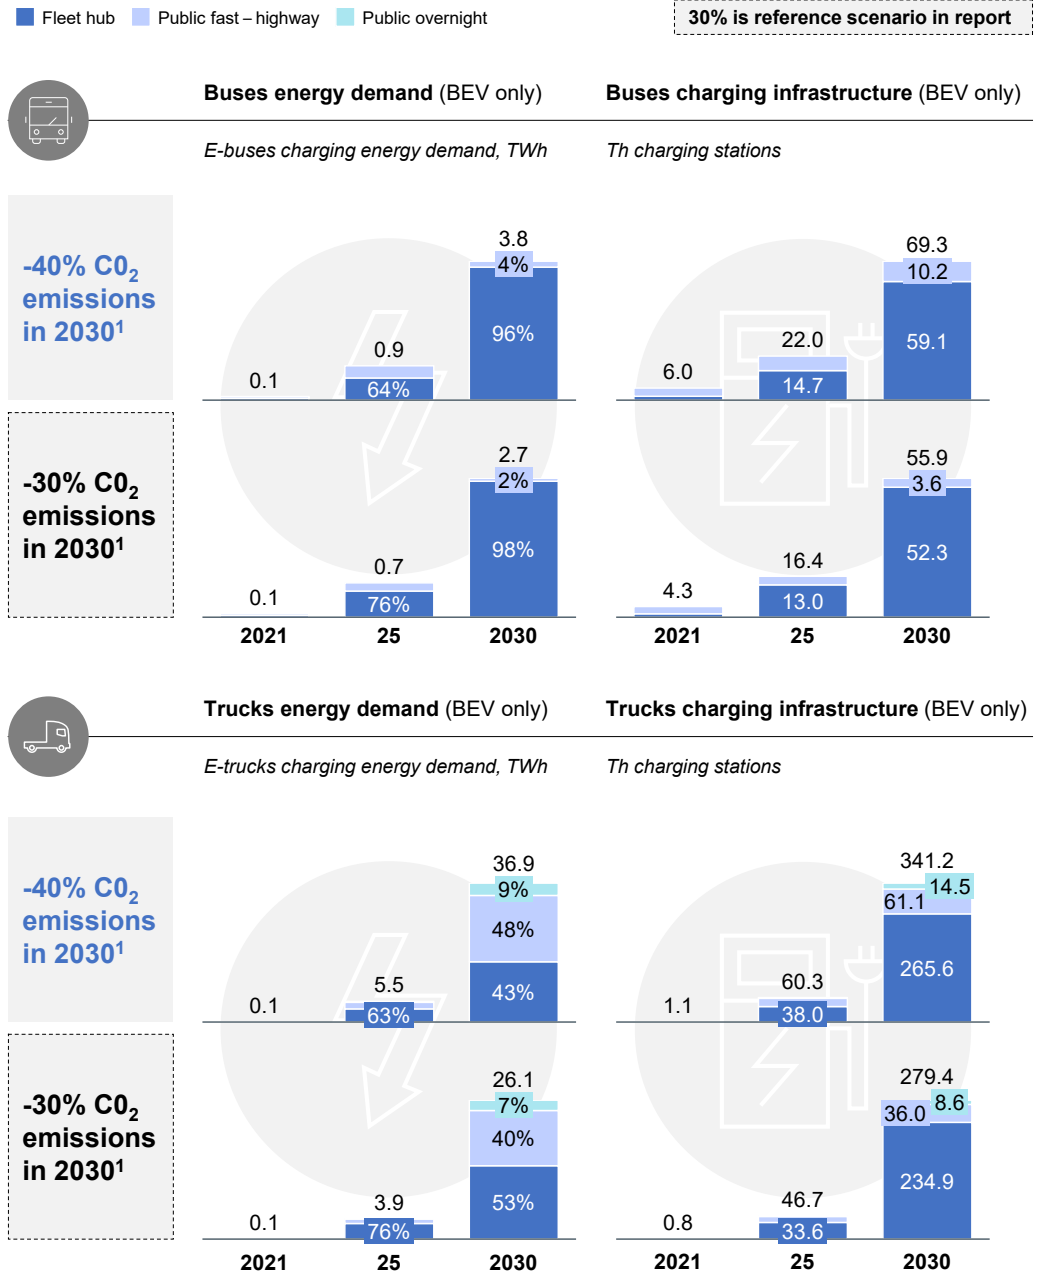 Fleet hub
Public fast – highway
Public overnight
30% is reference scenario in report
Buses energy demand (BEV only)
Buses charging infrastructure (BEV only)
E-buses charging energy demand, TWh
Th charging stations
-40% C0₂
emissions
in 2030¹
0.1
0.9
64%
3.8
4%
96%
6.0
22.0
14.7
69.3
10.2
59.1
-30% C0₂
emissions
in 2030¹
0.1
0.7
76%
2.7
2%
98%
4.3
16.4
13.0
55.9
3.6
52.3
2021
25
2030
2021
25
2030
Trucks energy demand (BEV only)
Trucks charging infrastructure (BEV only)
E-trucks charging energy demand, TWh
Th charging stations
-40% C0₂
emissions
in 2030¹
0.1
5.5
63%
36.9
9%
48%
43%
1.1
60.3
38.0
341.2
14.5
61.1
265.6
-30% C0₂
emissions
in 2030¹
0.1
3.9
76%
26.1
7%
40%
53%
0.8
46.7
33.6
279.4
8.6
36.0
234.9
2021
25
2030
2021
25
2030